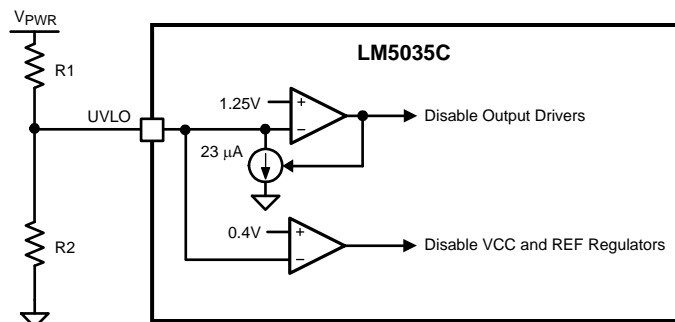 VPWR
LM5035C
R1
1.25V
+
UVLO
Disable Output Drivers
−
23 μA
0.4V
+
R2
Disable VCC and REF Regulators
−